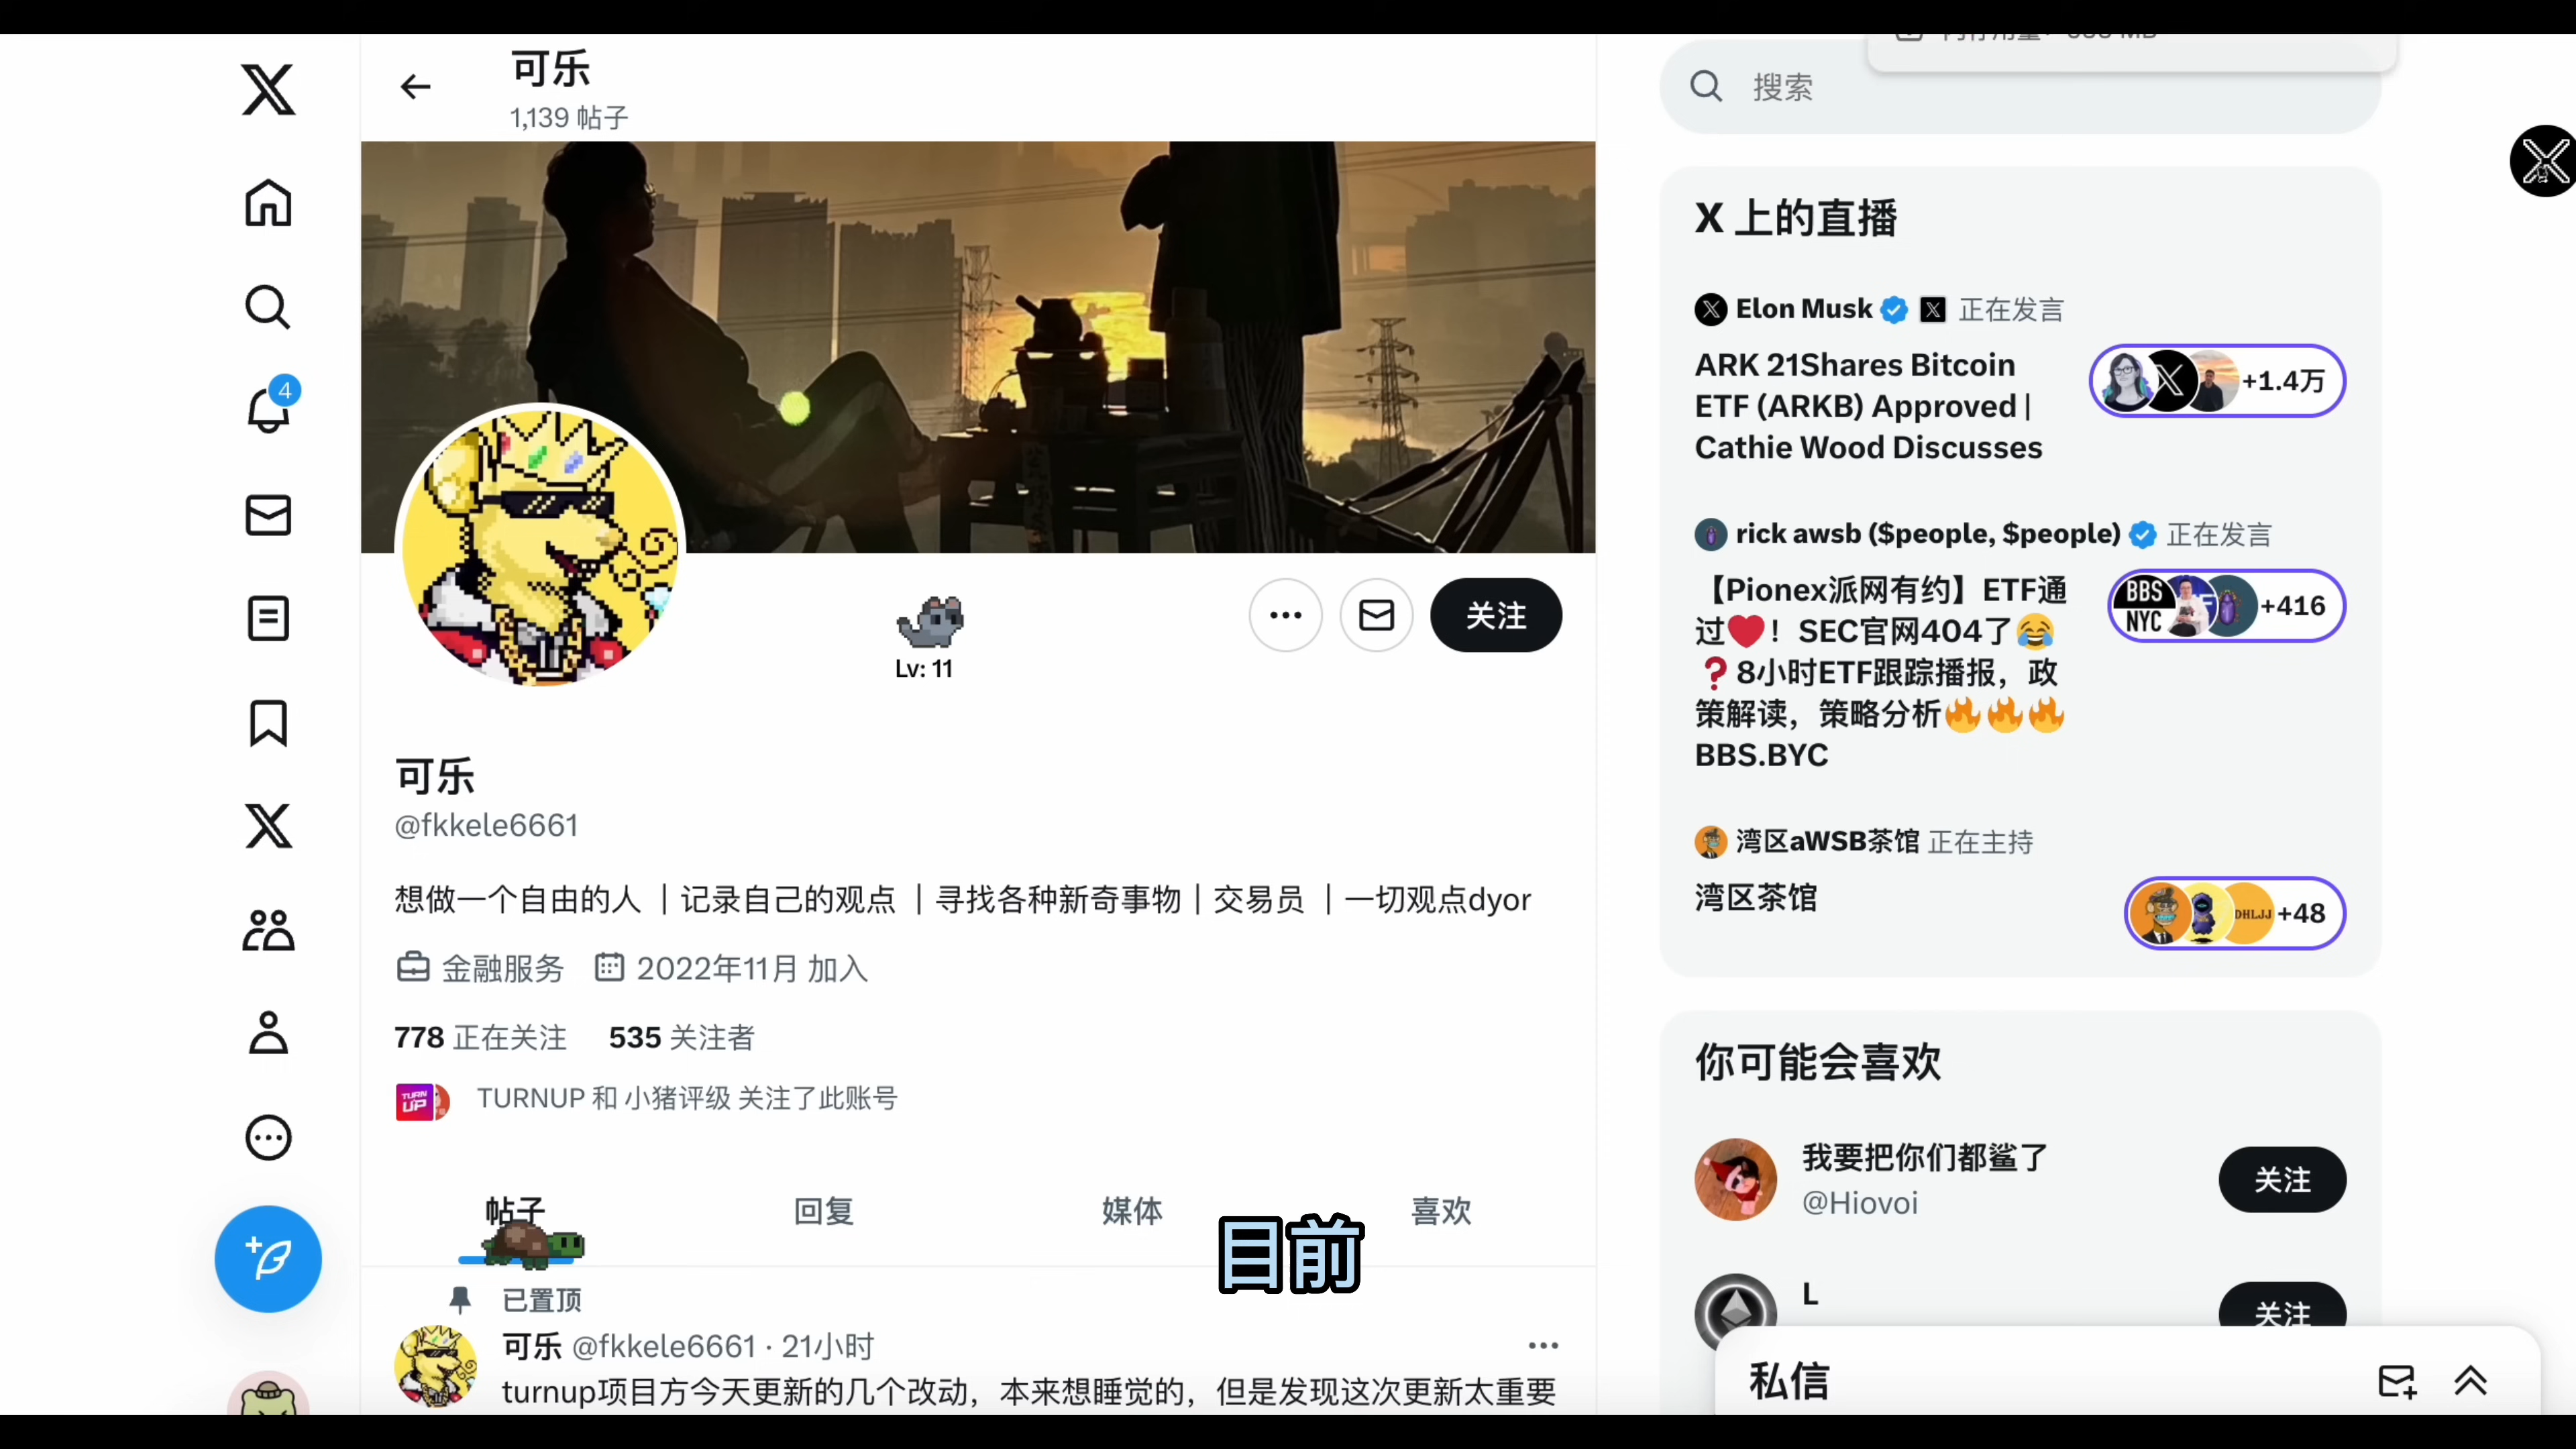 可乐
1,139 帖子
搜索
X 上的直播
Elon Musk 正在发言
ARK 21Shares Bitcoin
ETF (ARKB) Approved |
Cathie Wood Discusses
+1.4万
rick awsb ($people, $people) 正在发言
【Pionex派网有约】ETF通
过❤️！SEC官网404了😂
❓8小时ETF跟踪播报，政
策解读，策略分析🔥🔥🔥
BBS.BYC
BBS
NYC
+416
湾区aWSB茶馆 正在主持
湾区茶馆
DHLJJ
+48
4
关注
Lv: 11
可乐
@fkkele6661
想做一个自由的人 ｜记录自己的观点 ｜寻找各种新奇事物｜交易员 ｜一切观点dyor
金融服务 2022年11月 加入
778 正在关注 535 关注者
TURN
UP
TURNUP 和 小猪评级 关注了此账号
帖子 回复 媒体 喜欢
目前
已置顶
可乐 @fkkele6661 · 21小时
turnup项目方今天更新的几个改动，本来想睡觉的，但是发现这次更新太重要
你可能会喜欢
我要把你们都鲨了
@Hiovoi
关注
L
关注
私信